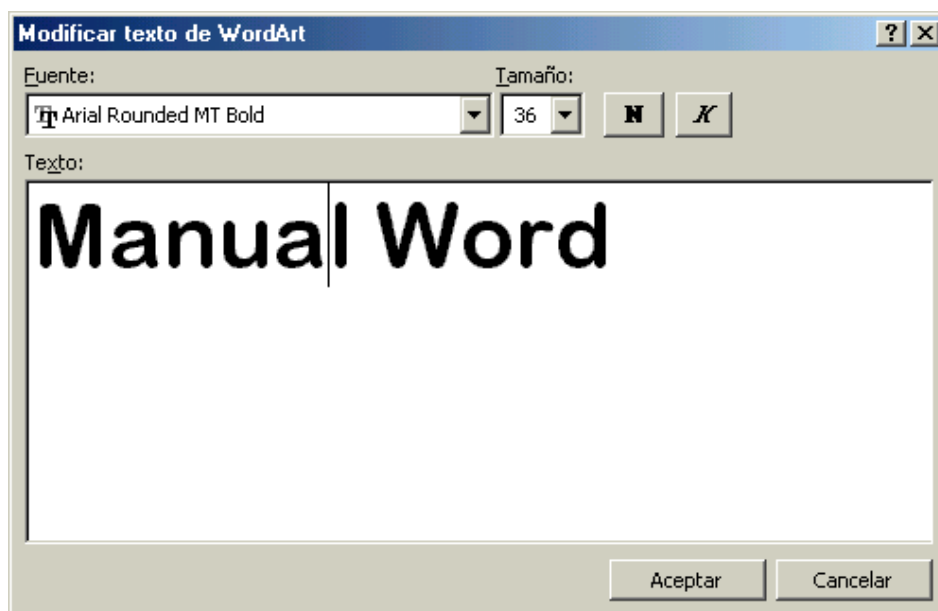 Modificar texto de WordArt
Fuente: Tamaño:
Arial Rounded MT Bold 36 N K
Texto:
Manual Word
Aceptar Cancelar